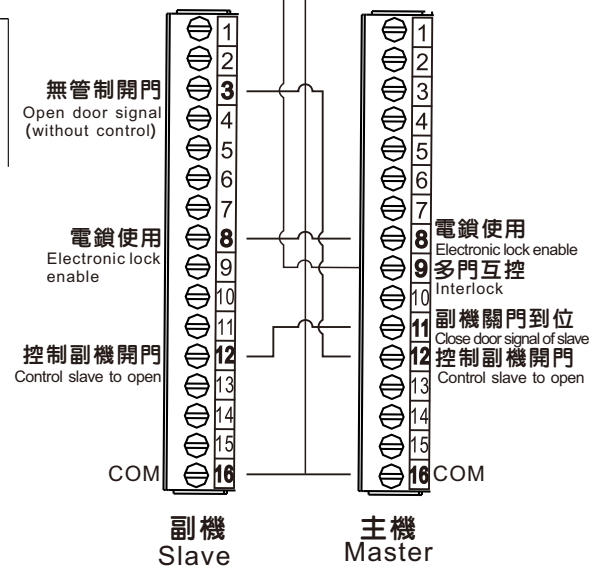 1
2
無管制開門
3
Open door signal
(without control)
4
5
6
7
電鎖使用
8
Electronic lock
enable
9
10
11
控制副機開門
12
Control slave to open
13
14
15
COM
16
副機
Slave
1
2
3
4
5
6
7
8
電鎖使用
Electronic lock enable
9
多門互控
Interlock
10
11
副機關門到位
Close door signal of slave
12
控制副機開門
Control slave to open
13
14
15
16
COM
主機
Master